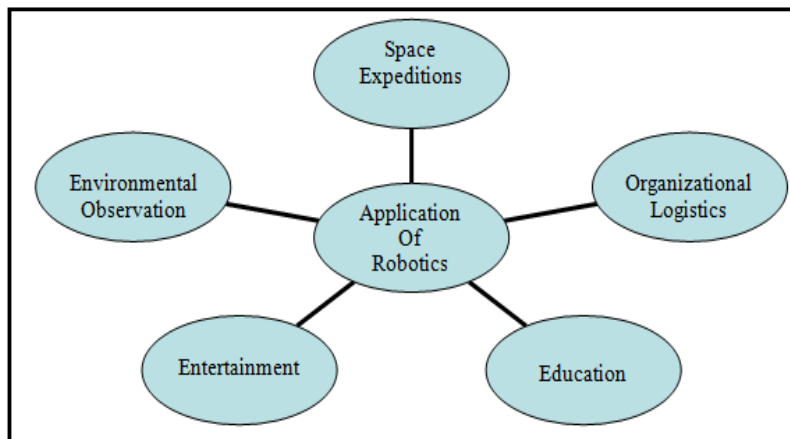 Space
Expeditions
Environmental
Observation
Organizational
Logistics
Application
Of
Robotics
Entertainment
Education